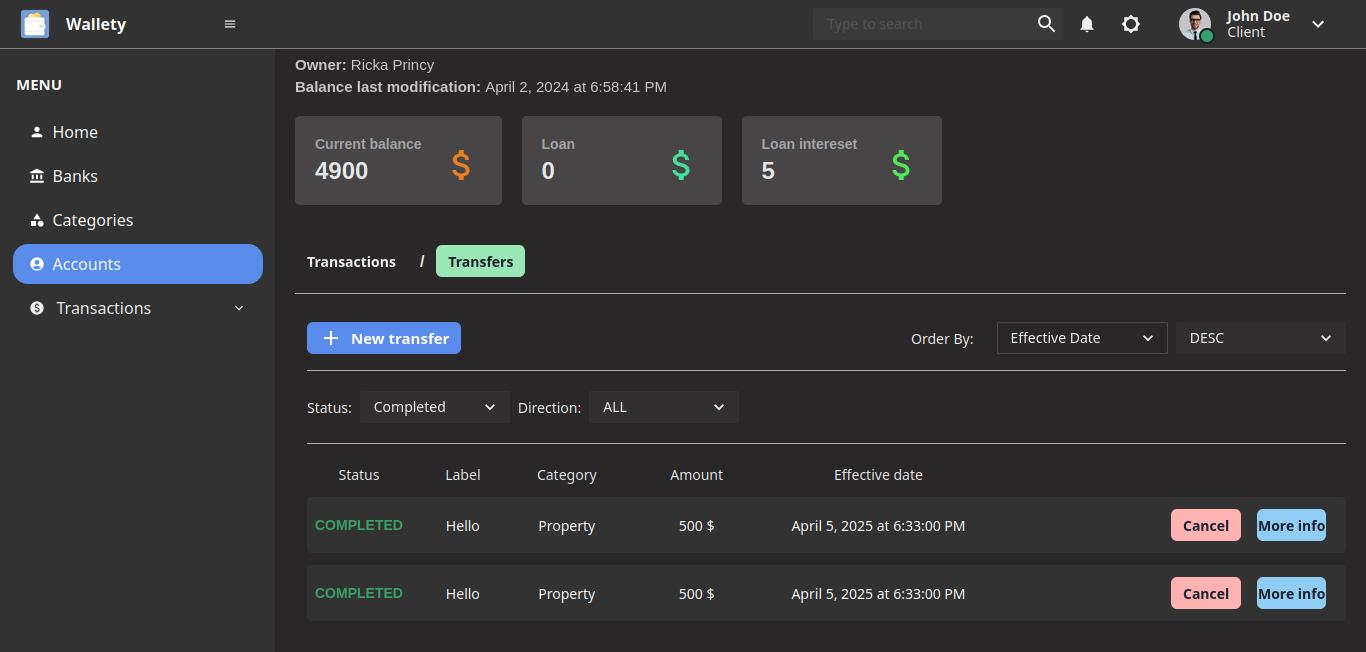 Wallety
Type to search
John Doe
Client
MENU
Home
Banks
Categories
Accounts
Transactions
Owner: Ricka Princy
Balance last modification: April 2, 2024 at 6:58:41 PM
Current balance
4900
Loan
0
Loan intereset
5
Transactions / Transfers
New transfer
Order By: Effective Date DESC
Status: Completed Direction: ALL
Status Label Category Amount Effective date
COMPLETED Hello Property 500 $ April 5, 2025 at 6:33:00 PM Cancel More info
COMPLETED Hello Property 500 $ April 5, 2025 at 6:33:00 PM Cancel More info